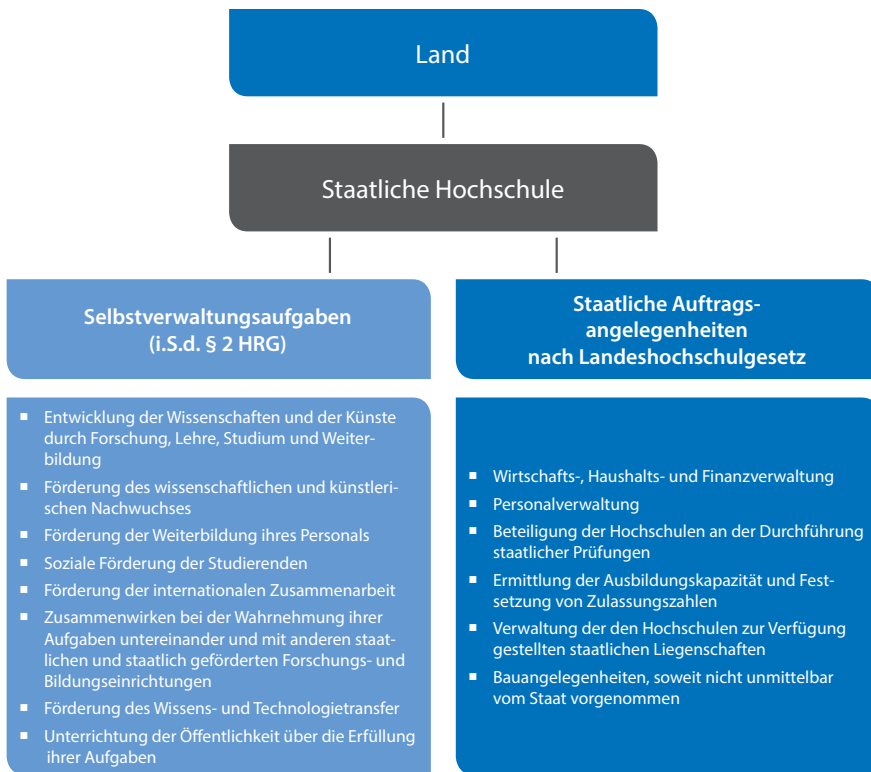 Land
Staatliche Hochschule
Selbstverwaltungsaufgaben
(i.S.d. § 2 HRG)
▪ Entwicklung der Wissenschaften und der Künste
durch Forschung, Lehre, Studium und Weiter-
bildung
▪ Förderung des wissenschaftlichen und künstleri-
schen Nachwuchses
▪ Förderung der Weiterbildung ihres Personals
▪ Soziale Förderung der Studierenden
▪ Förderung der internationalen Zusammenarbeit
▪ Zusammenwirken bei der Wahrnehmung ihrer
Aufgaben untereinander und mit anderen staat-
lichen und staatlich geförderten Forschungs- und
Bildungseinrichtungen
▪ Förderung des Wissens- und Technologietransfer
▪ Unterrichtung der Öffentlichkeit über die Erfüllung
ihrer Aufgaben
Staatliche Auftrags-
angelegenheiten
nach Landeshochschulgesetz
▪ Wirtschafts-, Haushalts- und Finanzverwaltung
▪ Personalverwaltung
▪ Beteiligung der Hochschulen an der Durchführung
staatlicher Prüfungen
▪ Ermittlung der Ausbildungskapazität und Fest-
setzung von Zulassungszahlen
▪ Verwaltung der den Hochschulen zur Verfügung
gestellten staatlichen Liegenschaften
▪ Bauangelegenheiten, soweit nicht unmittelbar
vom Staat vorgenommen